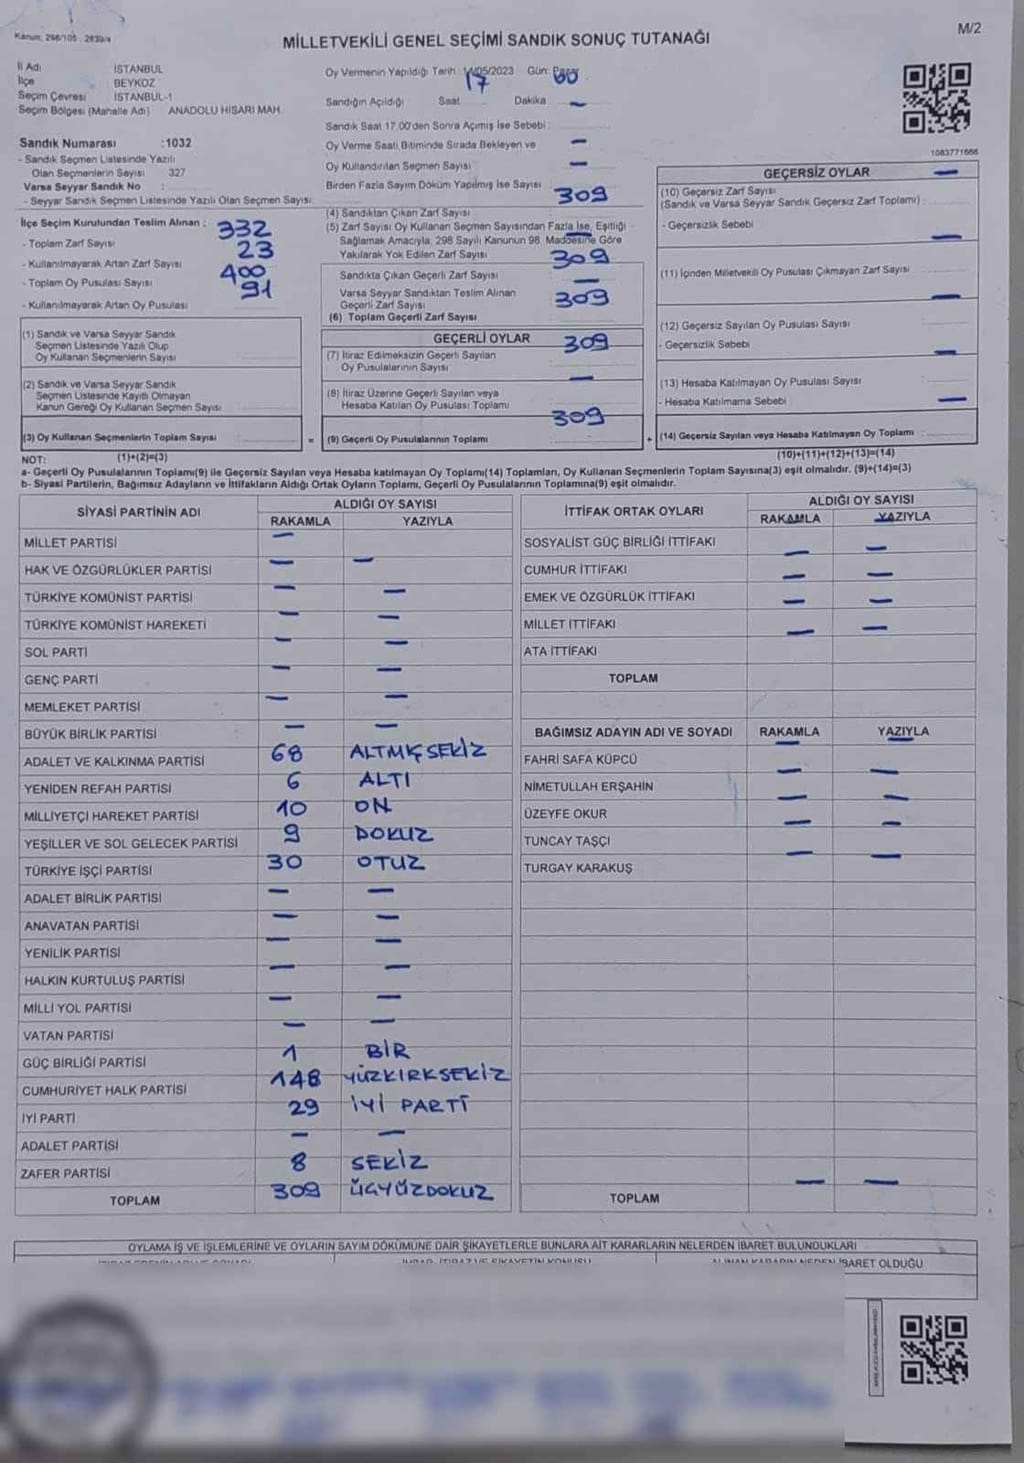 Kanun, 298/105 2839/4
M/2
MİLLETVEKİLİ GENEL SEÇİMİ SANDIK SONUÇ TUTANAĞI
İl Adı İSTANBUL
İlçe BEYKOZ
Seçim Çevresi İSTANBUL-1
Seçim Bölgesi (Mahalle Adı) ANADOLU HİSARI MAH.
Sandık Numarası :1032
- Sandık Seçmen Listesinde Yazılı
Olan Seçmenlerin Sayısı 327
Varsa Seyyar Sandık No :
- Seyyar Sandık Seçmen Listesinde Yazılı Olan Seçmen Sayısı:
İlçe Seçim Kurulundan Teslim Alınan :
332
- Toplam Zarf Sayısı
23
- Kullanılmayarak Artan Zarf Sayısı
400
- Toplam Oy Pusulası Sayısı
91
- Kullanılmayarak Artan Oy Pusulası
(1) Sandık ve Varsa Seyyar Sandık
Seçmen Listesinde Yazılı Olup
Oy Kullanan Seçmenlerin Sayısı
(2) Sandık ve Varsa Seyyar Sandık
Seçmen Listesinde Kayıtlı Olmayan
Kanun Gereği Oy Kullanan Seçmen Sayısı
(3) Oy Kullanan Seçmenlerin Toplam Sayısı =
Oy Vermenin Yapıldığı Tarih 14/05/2023 Gün: Pazar
17 00
Sandığın Açıldığı Saat Dakika
—
Sandık Saat 17.00'den Sonra Açımış İse Sebebi:
Oy Verme Saati Bitiminde Sırada Bekleyen ve —
Oy Kullandırılan Seçmen Sayısı —
Birden Fazla Sayım Döküm Yapılmış İse Sayısı
309
(4) Sandıktan Çıkan Zarf Sayısı
(5) Zarf Sayısı Oy Kullanan Seçmen Sayısından Fazla İse, Eşitliği
Sağlamak Amacıyla, 298 Sayılı Kanunun 98. Maddesine Göre
Yakılarak Yok Edilen Zarf Sayısı
309
Sandıkta Çıkan Geçerli Zarf Sayısı
—
Varsa Seyyar Sandıktan Teslim Alınan
Geçerli Zarf Sayısı
309
(6) Toplam Geçerli Zarf Sayısı
GEÇERLİ OYLAR
309
(7) İtiraz Edilmeksizin Geçerli Sayılan
Oy Pusulalarının Sayısı
—
(8) İtiraz Üzerine Geçerli Sayılan veya
Hesaba Katılan Oy Pusulası Toplamı
309
(9) Geçerli Oy Pusulalarının Toplamı +
1083771666
GEÇERSİZ OYLAR —
(10) Geçersiz Zarf Sayısı
(Sandık ve Varsa Seyyar Sandık Geçersiz Zarf Toplamı)
- Geçersizlik Sebebi
—
(11) İçinden Milletvekili Oy Pusulası Çıkmayan Zarf Sayısı
—
(12) Geçersiz Sayılan Oy Pusulası Sayısı
- Geçersizlik Sebebi
—
(13) Hesaba Katılmayan Oy Pusulası Sayısı
- Hesaba Katılmama Sebebi —
(14) Geçersiz Sayılan veya Hesaba Katılmayan Oy Toplamı
NOT: (1)+(2)=(3) (10)+(11)+(12)+(13)=(14)
a- Geçerli Oy Pusulalarının Toplamı(9) ile Geçersiz Sayılan veya Hesaba katılmayan Oy Toplamı(14) Toplamları, Oy Kullanan Seçmenlerin Toplam Sayısına(3) eşit olmalıdır. (9)+(14)=(3)
b- Siyasi Partilerin, Bağımsız Adayların ve İttifakların Aldığı Ortak Oyların Toplamı, Geçerli Oy Pusulalarının Toplamına(9) eşit olmalıdır.
SİYASİ PARTİNİN ADI ALDIĞI OY SAYISI
RAKAMLA YAZIYLA
MİLLET PARTİSİ —
HAK VE ÖZGÜRLÜKLER PARTİSİ — —
TÜRKİYE KOMÜNİST PARTİSİ — —
TÜRKİYE KOMÜNİST HAREKETİ — —
SOL PARTİ — —
GENÇ PARTİ — —
MEMLEKET PARTİSİ — —
BÜYÜK BİRLİK PARTİSİ — —
ADALET VE KALKINMA PARTİSİ 68 ALTMIŞSEKİZ
YENİDEN REFAH PARTİSİ 6 ALTI
MİLLİYETÇİ HAREKET PARTİSİ 10 ON
YEŞİLLER VE SOL GELECEK PARTİSİ 9 DOKUZ
TÜRKİYE İŞÇİ PARTİSİ 30 OTUZ
ADALET BİRLİK PARTİSİ — —
ANAVATAN PARTİSİ — —
YENİLİK PARTİSİ — —
HALKIN KURTULUŞ PARTİSİ — —
MİLLİ YOL PARTİSİ — —
VATAN PARTİSİ — —
GÜÇ BİRLİĞİ PARTİSİ 1 BİR
CUMHURİYET HALK PARTİSİ 148 YÜZKIRKSEKİZ
İYİ PARTİ 29 İYİ PARTİ
ADALET PARTİSİ — —
ZAFER PARTİSİ 8 SEKİZ
TOPLAM 309 ÜÇYÜZDOKUZ
İTTİFAK ORTAK OYLARI ALDIĞI OY SAYISI
RAKAMLA YAZIYLA
SOSYALİST GÜÇ BİRLİĞİ İTTİFAKI — —
CUMHUR İTTİFAKI — —
EMEK VE ÖZGÜRLÜK İTTİFAKI — —
MİLLET İTTİFAKI — —
ATA İTTİFAKI
TOPLAM
BAĞIMSIZ ADAYIN ADI VE SOYADI RAKAMLA YAZIYLA
FAHRİ SAFA KÜPCÜ — —
NİMETULLAH ERŞAHİN — —
ÜZEYFE OKUR — —
TUNCAY TAŞÇI — —
TURGAY KARAKUŞ
TOPLAM — —
OYLAMA İŞ VE İŞLEMLERİNE VE OYLARIN SAYIM DÖKÜMÜNE DAİR ŞİKAYETLERLE BUNLARA AİT KARARLARIN NELERDEN İBARET BULUNDUKLARI
İBARET OLDUĞU